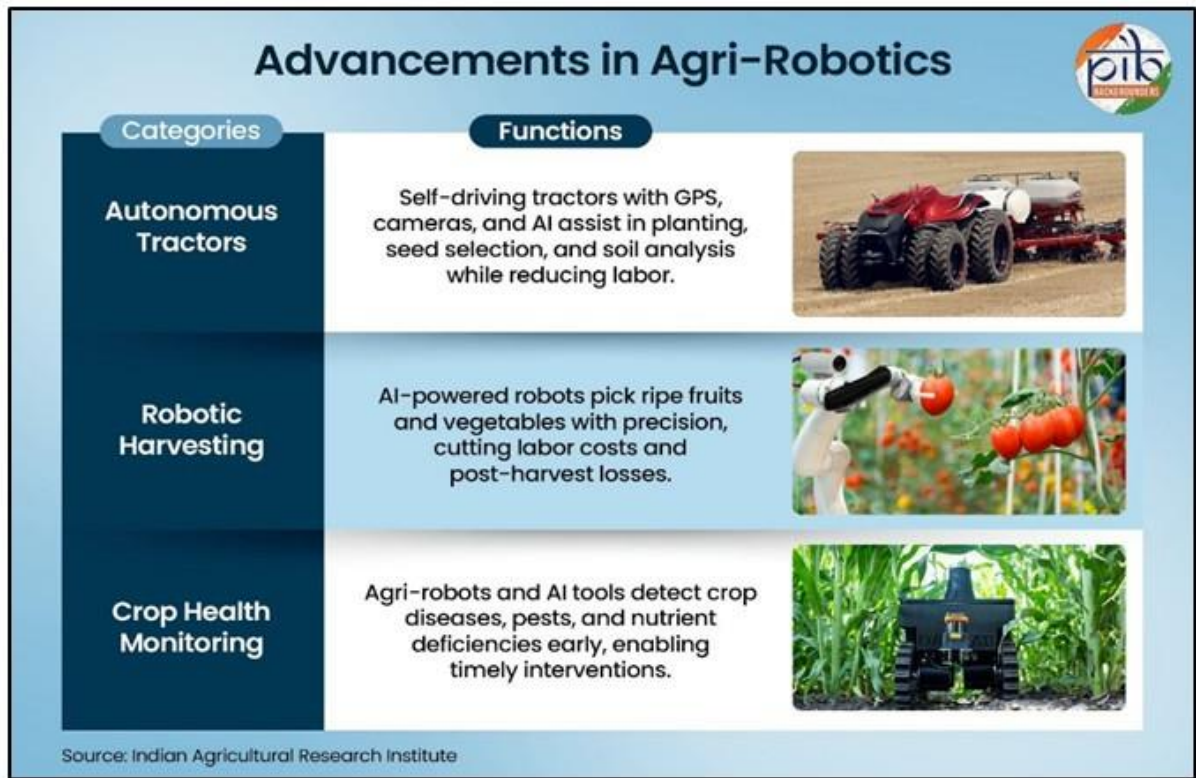 Advancements in Agri-Robotics
pib
BACKGROUNDERS
Categories
Functions
Autonomous
Tractors
Self-driving tractors with GPS,
cameras, and AI assist in planting,
seed selection, and soil analysis
while reducing labor.
Robotic
Harvesting
AI-powered robots pick ripe fruits
and vegetables with precision,
cutting labor costs and
post-harvest losses.
Crop Health
Monitoring
Agri-robots and AI tools detect crop
diseases, pests, and nutrient
deficiencies early, enabling
timely interventions.
Source: Indian Agricultural Research Institute